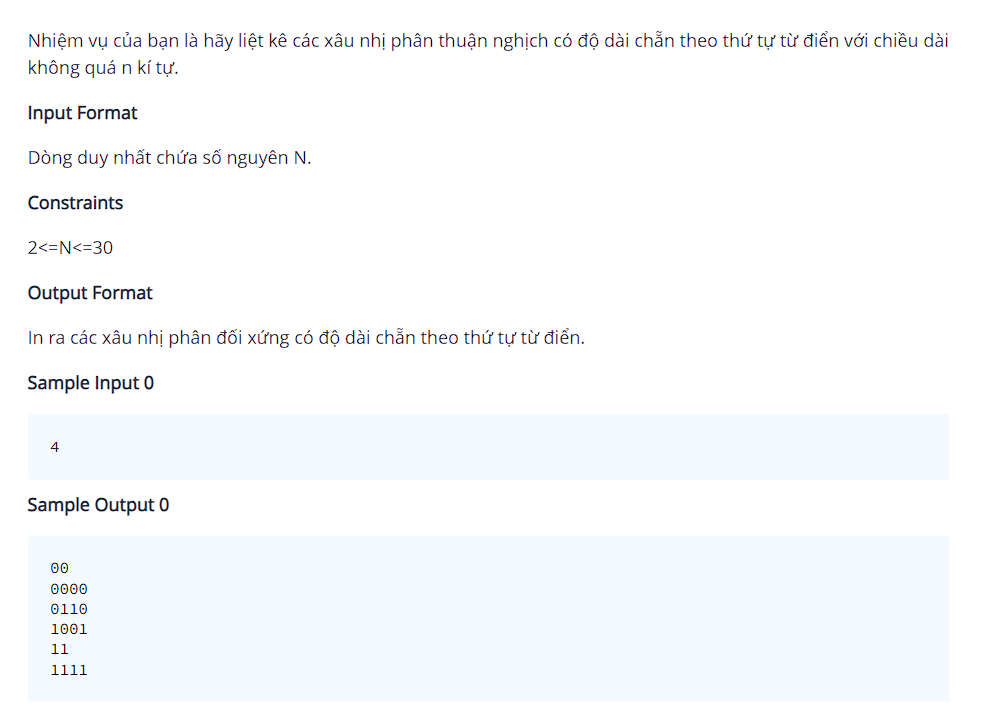 Nhiệm vụ của bạn là hãy liệt kê các xâu nhị phân thuận nghịch có độ dài chẵn theo thứ tự từ điển với chiều dài
không quá n kí tự.
Input Format
Dòng duy nhất chứa số nguyên N.
Constraints
2<=N<=30
Output Format
In ra các xâu nhị phân đối xứng có độ dài chẵn theo thứ tự từ điển.
Sample Input 0
4
Sample Output 0
00
0000
0110
1001
11
1111